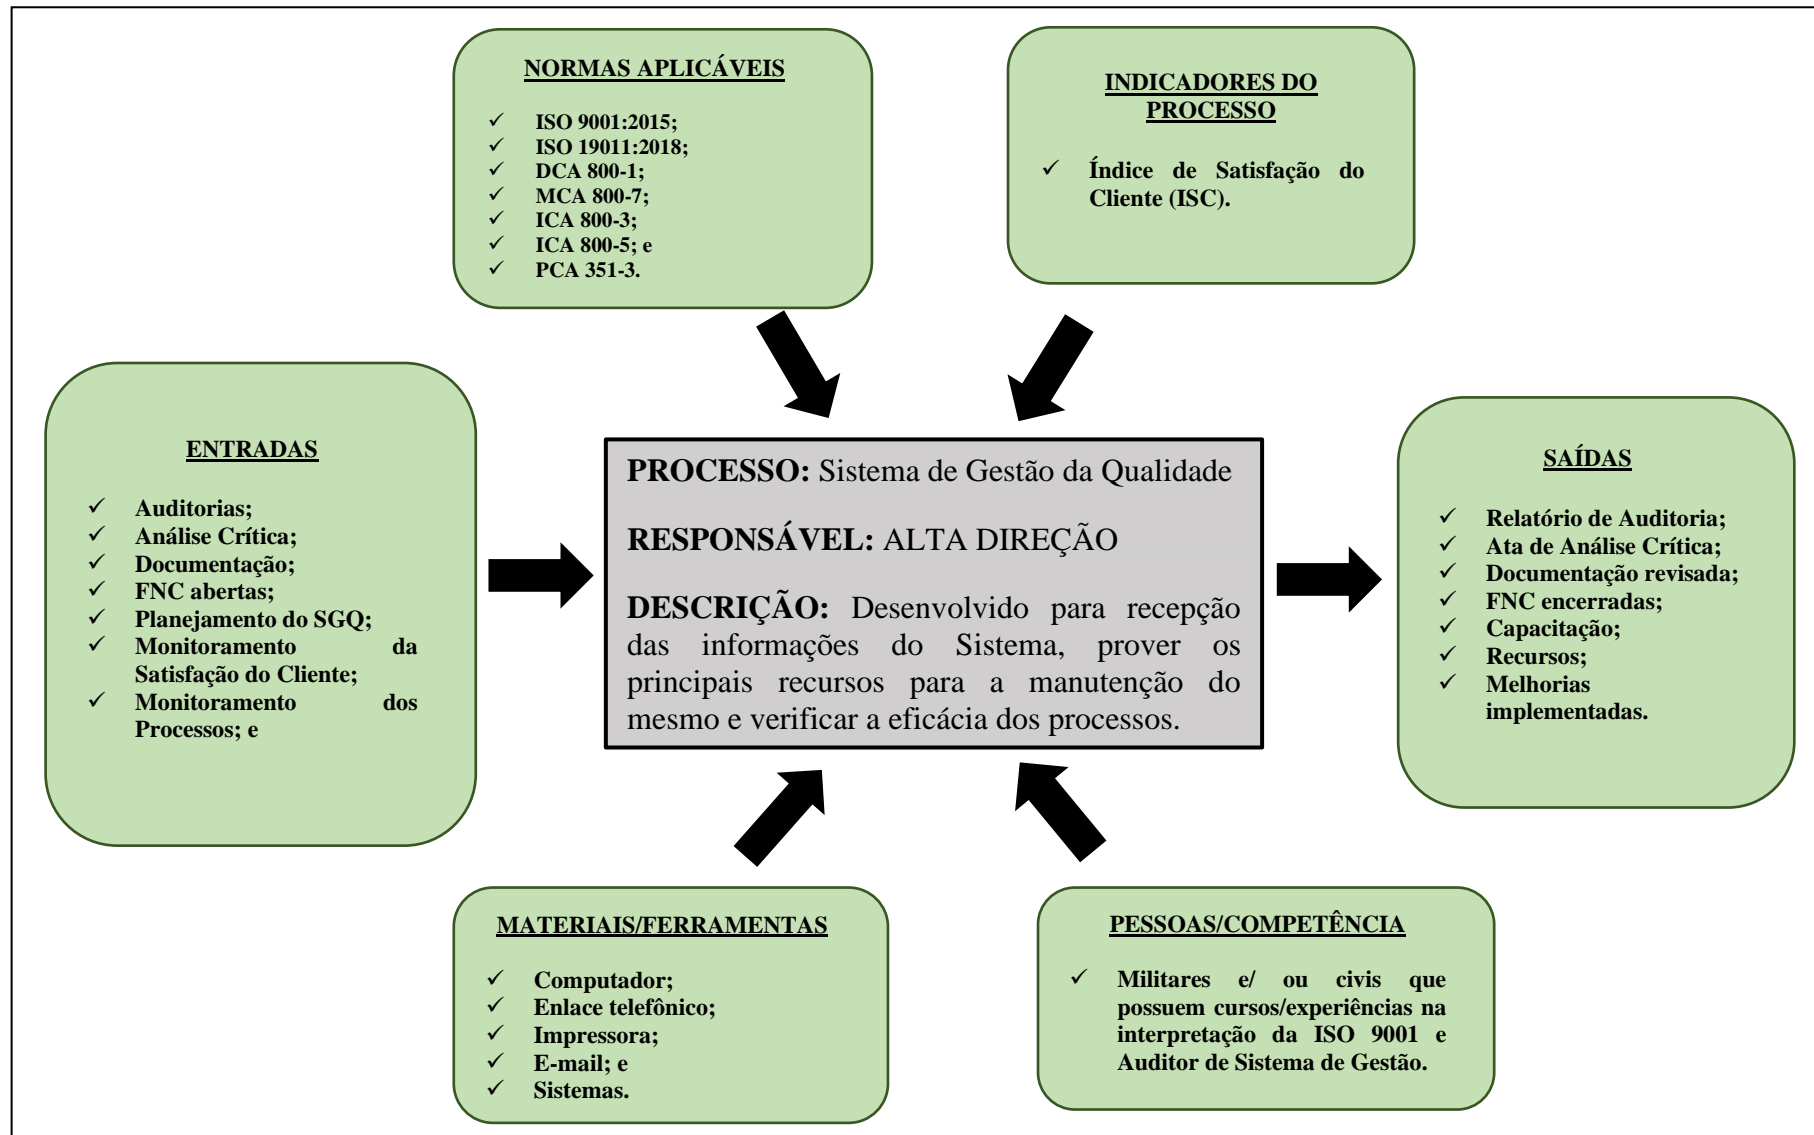 NORMAS APLICÁVEIS
✓ ISO 9001:2015;
✓ ISO 19011:2018;
✓ DCA 800-1;
✓ MCA 800-7;
✓ ICA 800-3;
✓ ICA 800-5; e
✓ PCA 351-3.
INDICADORES DO
PROCESSO
✓ Índice de Satisfação do
Cliente (ISC).
ENTRADAS
✓ Auditorias;
✓ Análise Crítica;
✓ Documentação;
✓ FNC abertas;
✓ Planejamento do SGQ;
✓ Monitoramento da
Satisfação do Cliente;
✓ Monitoramento dos
Processos; e
PROCESSO: Sistema de Gestão da Qualidade
RESPONSÁVEL: ALTA DIREÇÃO
DESCRIÇÃO: Desenvolvido para recepção
das informações do Sistema, prover os
principais recursos para a manutenção do
mesmo e verificar a eficácia dos processos.
SAÍDAS
✓ Relatório de Auditoria;
✓ Ata de Análise Crítica;
✓ Documentação revisada;
✓ FNC encerradas;
✓ Capacitação;
✓ Recursos;
✓ Melhorias
implementadas.
MATERIAIS/FERRAMENTAS
✓ Computador;
✓ Enlace telefônico;
✓ Impressora;
✓ E-mail; e
✓ Sistemas.
PESSOAS/COMPETÊNCIA
✓ Militares e/ ou civis que
possuem cursos/experiências na
interpretação da ISO 9001 e
Auditor de Sistema de Gestão.